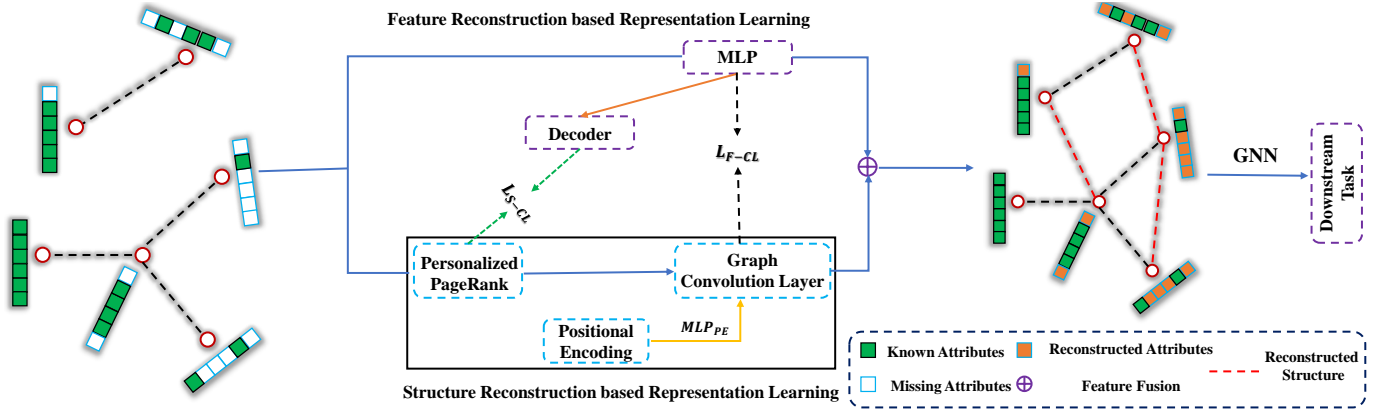 Feature Reconstruction based Representation Learning
MLP
Decoder
L_{F-CL}
L_{S-CL}
Personalized
PageRank
Graph
Convolution Layer
Positional
Encoding
MLP_{PE}
Structure Reconstruction based Representation Learning
GNN
Downstream
Task
Known Attributes
Reconstructed Attributes
Reconstructed
Structure
Missing Attributes
Feature Fusion